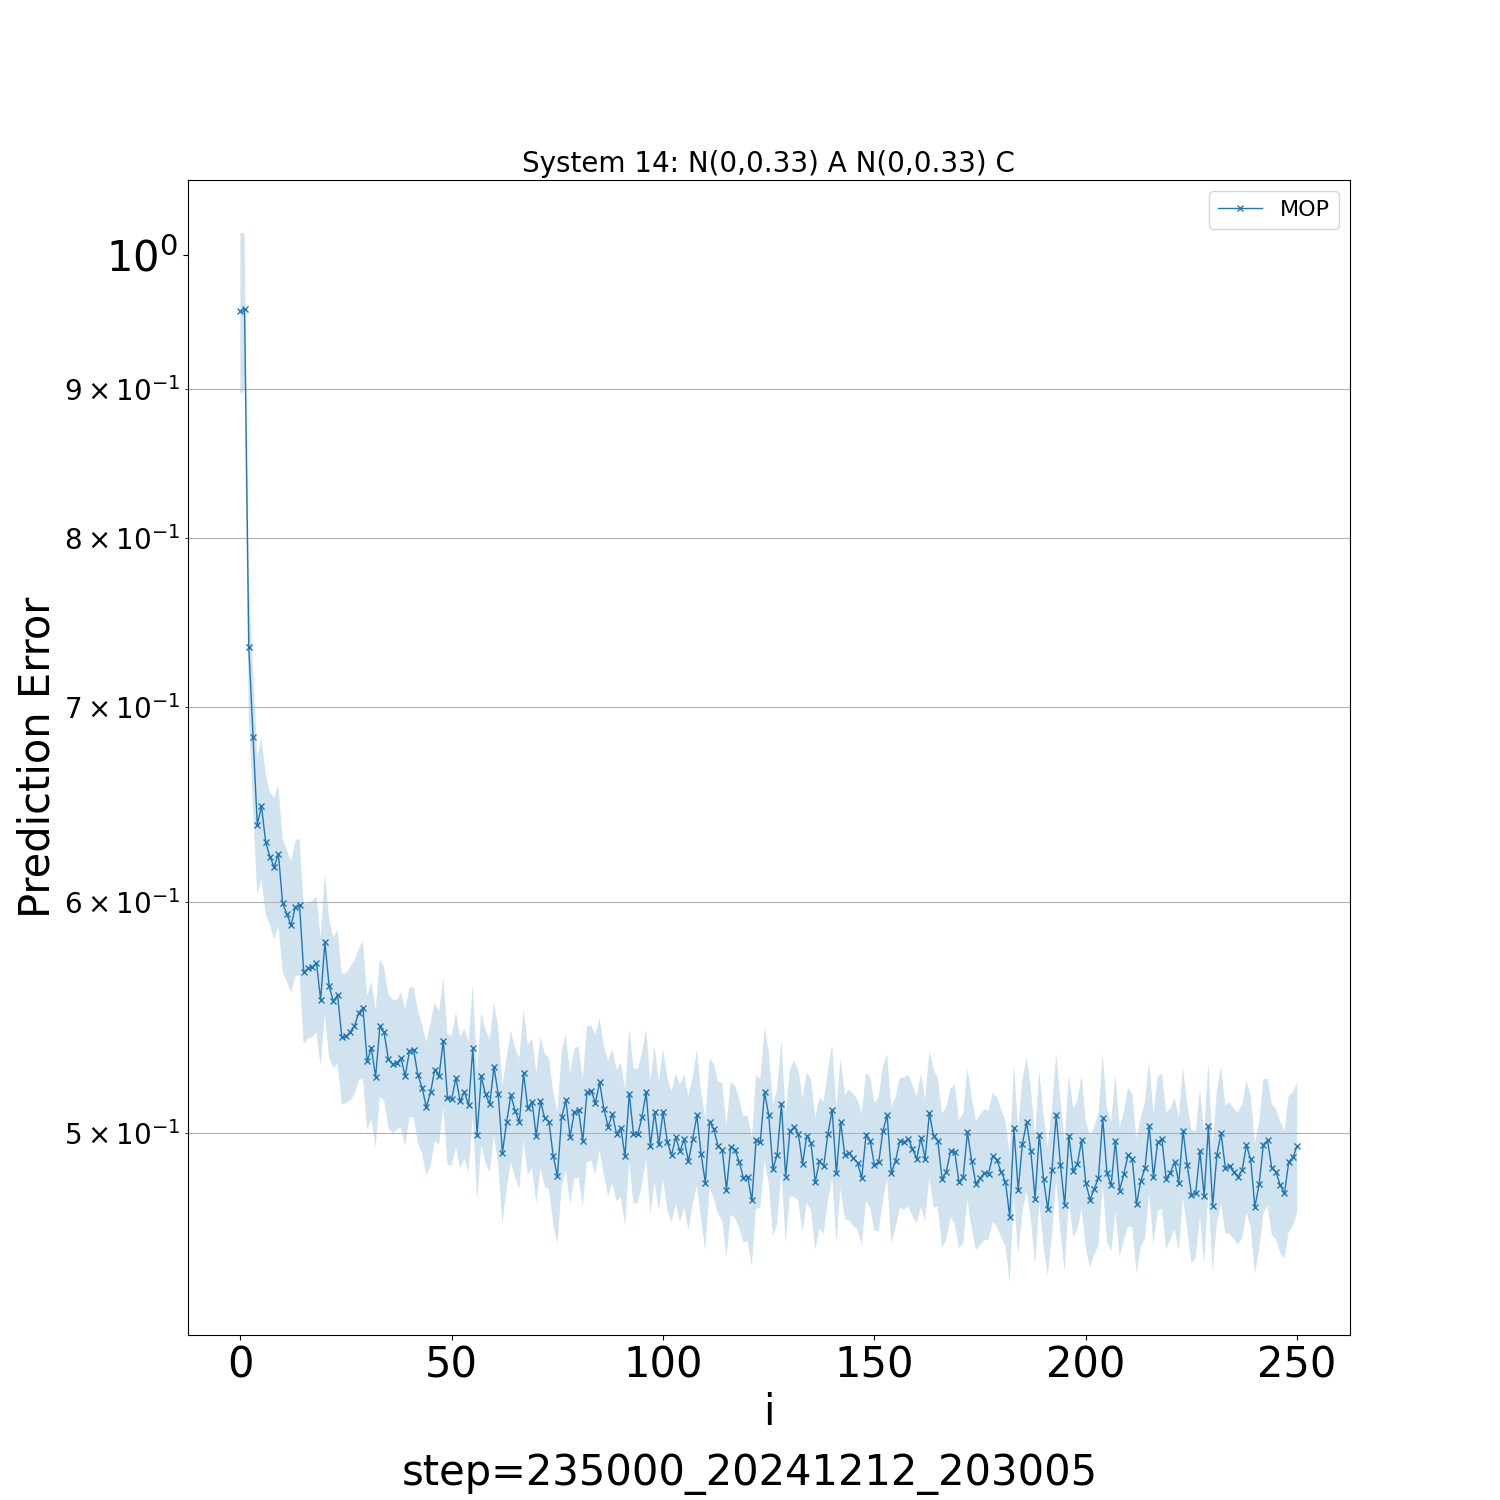 System 14: N(0,0.33) A N(0,0.33) C
MOP
10⁰
9 × 10⁻¹
8 × 10⁻¹
7 × 10⁻¹
6 × 10⁻¹
5 × 10⁻¹
Prediction Error
0 50 100 150 200 250
i
step=235000_20241212_203005